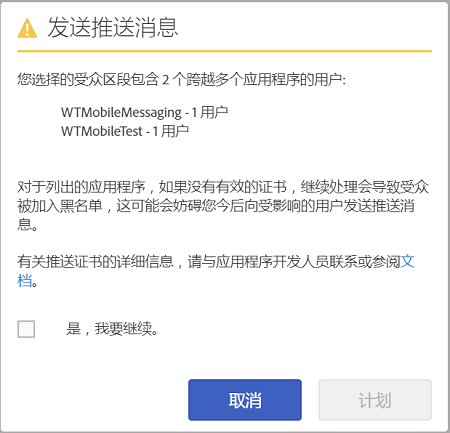 发送推送消息
您选择的受众区段包含 2 个跨越多个应用程序的用户:
WTMobileMessaging - 1 用户
WTMobileTest - 1 用户
对于列出的应用程序，如果没有有效的证书，继续处理会导致受众
被加入黑名单，这可能会妨碍您今后向受影响的用户发送推送消
息。
有关推送证书的详细信息，请与应用程序开发人员联系或参阅文
档。
是，我要继续。
取消
计划